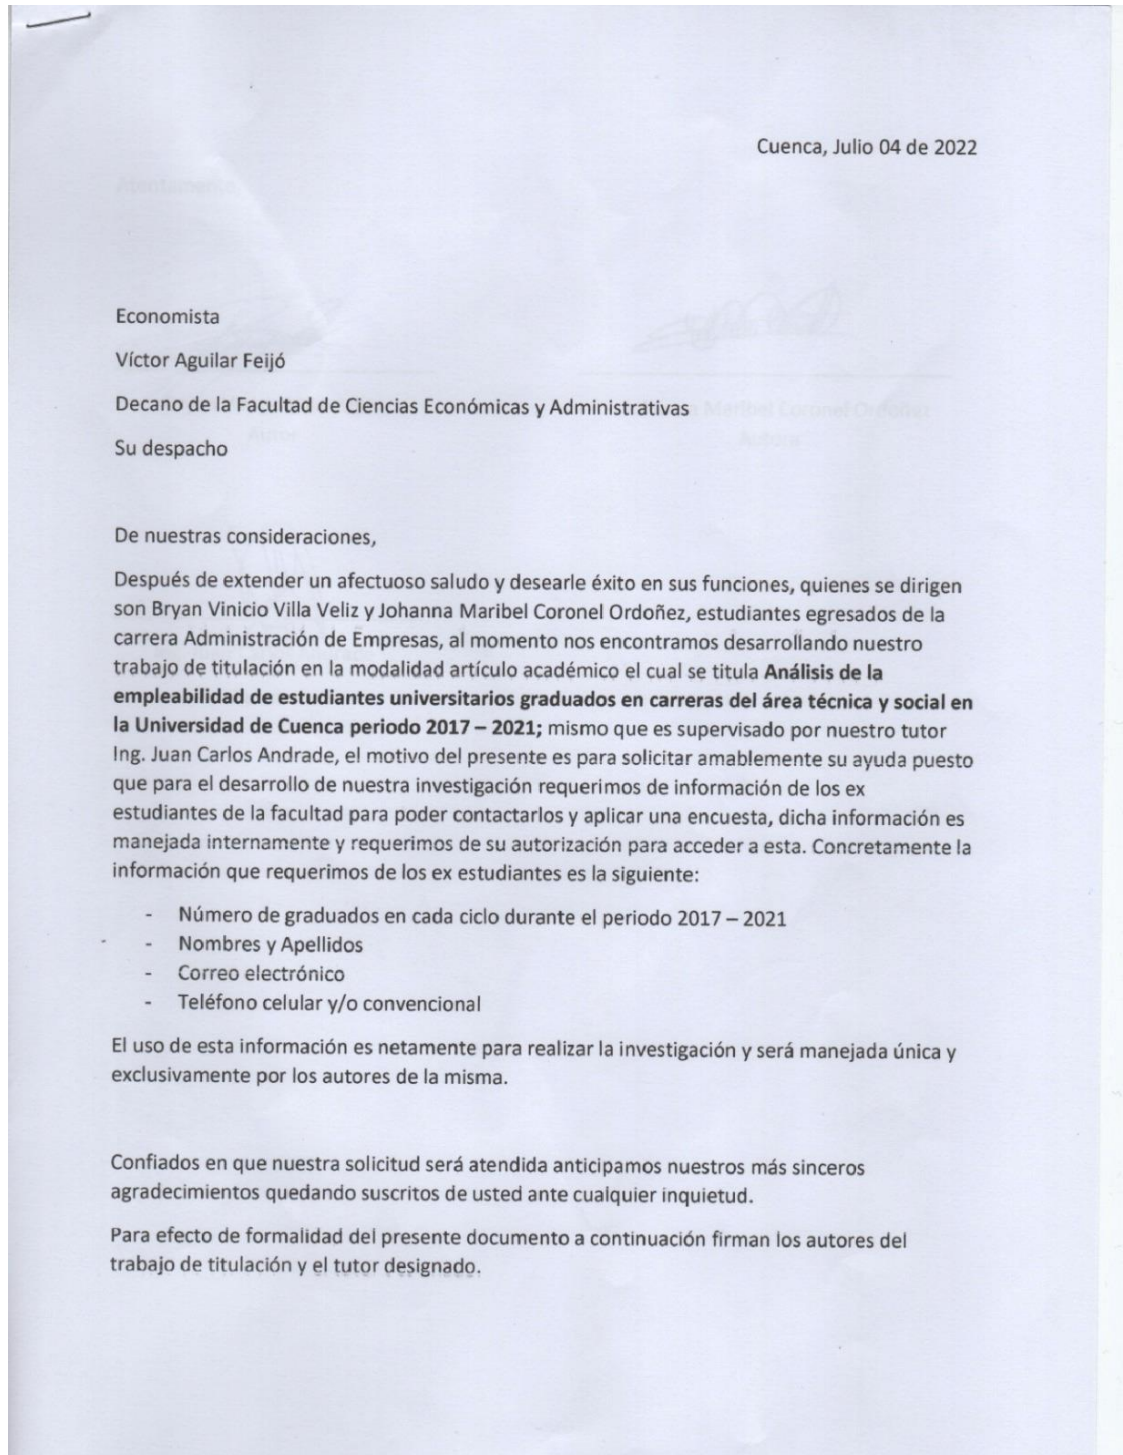 Cuenca, Julio 04 de 2022
Atentamente
Economista
Víctor Aguilar Feijó
Decano de la Facultad de Ciencias Económicas y Administrativas
Maribel Coronel Ordoñez
Autor
Autora
Su despacho
De nuestras consideraciones,
Después de extender un afectuoso saludo y desearle éxito en sus funciones, quienes se dirigen
son Bryan Vinicio Villa Veliz y Johanna Maribel Coronel Ordoñez, estudiantes egresados de la
carrera Administración de Empresas, al momento nos encontramos desarrollando nuestro
trabajo de titulación en la modalidad artículo académico el cual se titula Análisis de la
empleabilidad de estudiantes universitarios graduados en carreras del área técnica y social en
la Universidad de Cuenca periodo 2017 – 2021; mismo que es supervisado por nuestro tutor
Ing. Juan Carlos Andrade, el motivo del presente es para solicitar amablemente su ayuda puesto
que para el desarrollo de nuestra investigación requerimos de información de los ex
estudiantes de la facultad para poder contactarlos y aplicar una encuesta, dicha información es
manejada internamente y requerimos de su autorización para acceder a esta. Concretamente la
información que requerimos de los ex estudiantes es la siguiente:
- Número de graduados en cada ciclo durante el periodo 2017 – 2021
- Nombres y Apellidos
- Correo electrónico
- Teléfono celular y/o convencional
El uso de esta información es netamente para realizar la investigación y será manejada única y
exclusivamente por los autores de la misma.
Confiados en que nuestra solicitud será atendida anticipamos nuestros más sinceros
agradecimientos quedando suscritos de usted ante cualquier inquietud.
Para efecto de formalidad del presente documento a continuación firman los autores del
trabajo de titulación y el tutor designado.